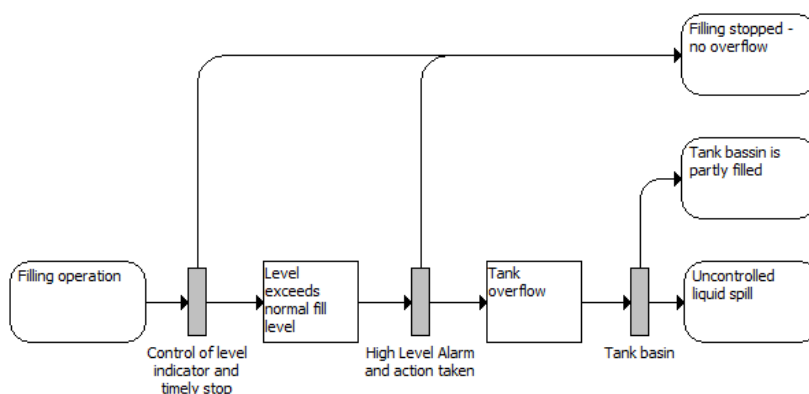 Filling stopped -
no overflow
Tank bassin is
partly filled
Filling operation
Level
exceeds
normal fill
level
Tank
overflow
Uncontrolled
liquid spill
Control of level
indicator and
timely stop
High Level Alarm
and action taken
Tank basin